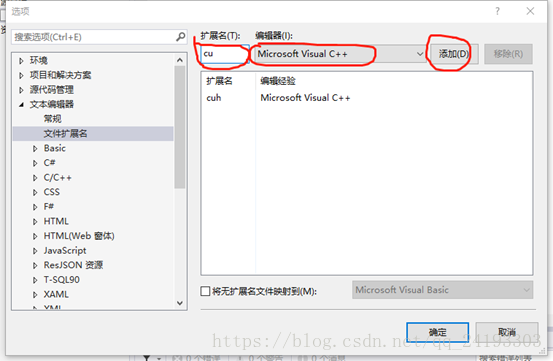 选项
?
搜索选项(Ctrl+E)
环境
项目和解决方案
源代码管理
文本编辑器
常规
文件扩展名
Basic
C#
C/C++
CSS
F#
HTML
HTML(Web 窗体)
JavaScript
ResJSON 资源
T-SQL90
XAML
XML
扩展名(T):
编辑器(I):
cu
Microsoft Visual C++
添加(D)
移除(R)
扩展名
编辑经验
cuh
Microsoft Visual C++
将无扩展名文件映射到(M):
Microsoft Visual Basic
确定
取消
https://blog.csdn.net/qq_24193303